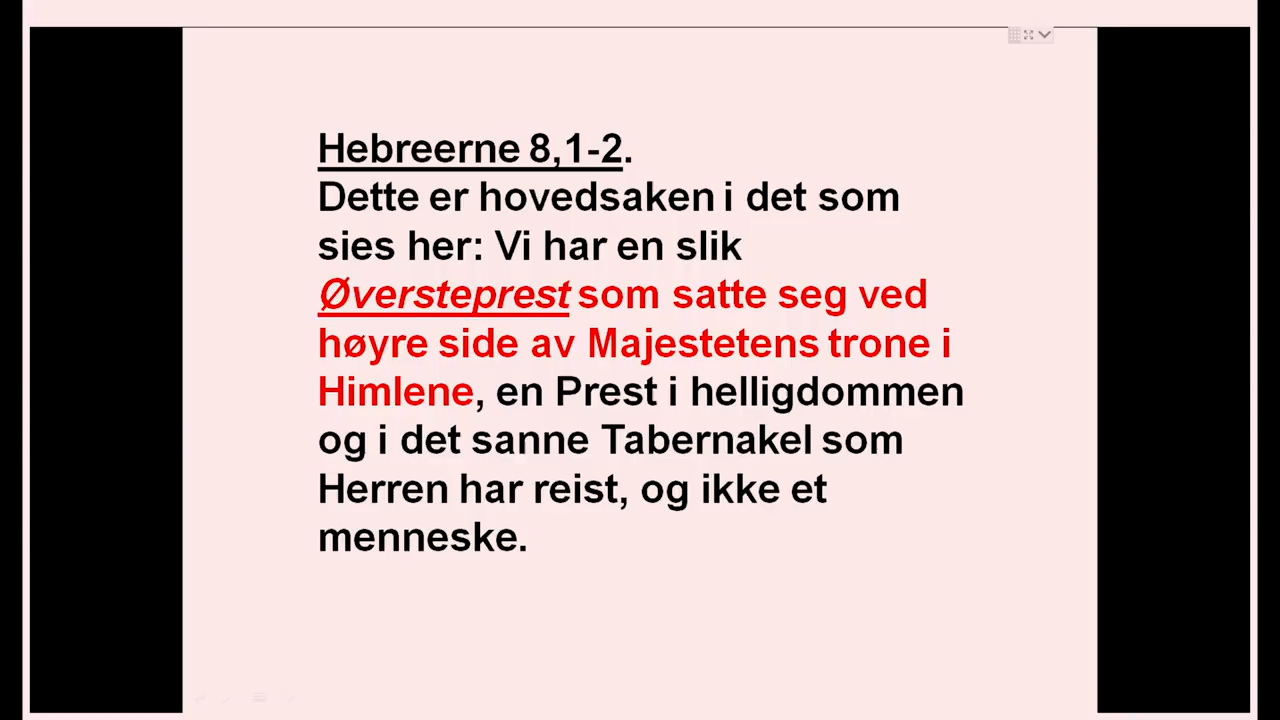 Hebreerne 8,1-2.
Dette er hovedsaken i det som
sies her: Vi har en slik
Øversteprest som satte seg ved
høyre side av Majestetens trone i
Himlene, en Prest i helligdommen
og i det sanne Tabernakel som
Herren har reist, og ikke et
menneske.